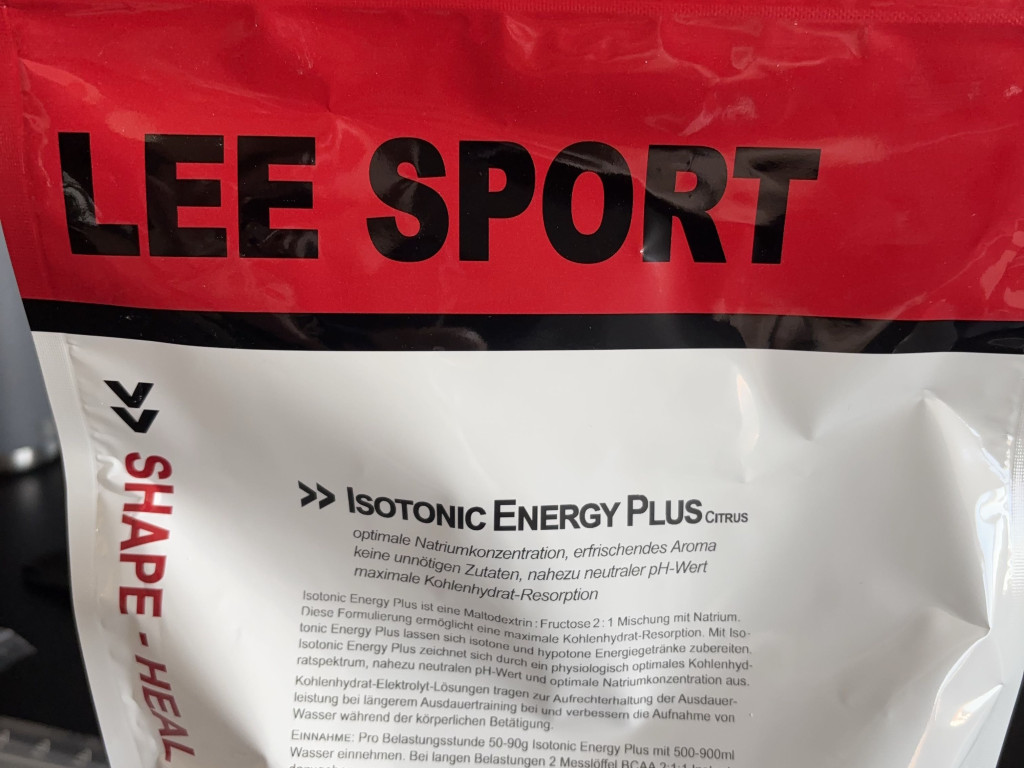 LEE SPORT
>> SHAPE - HEAL
>> ISOTONIC ENERGY PLUS CITRUS
optimale Natriumkonzentration, erfrischendes Aroma
keine unnötigen Zutaten, nahezu neutraler pH-Wert
maximale Kohlenhydrat-Resorption
Isotonic Energy Plus ist eine Maltodextrin : Fructose 2 : 1 Mischung mit Natrium.
Diese Formulierung ermöglicht eine maximale Kohlenhydrat-Resorption. Mit Iso-
tonic Energy Plus lassen sich isotone und hypotone Energiegetränke zubereiten.
Isotonic Energy Plus zeichnet sich durch ein physiologisch optimales Kohlenhyd-
ratspektrum, nahezu neutralen pH-Wert und optimale Natriumkonzentration aus.
Kohlenhydrat-Elektrolyt-Lösungen tragen zur Aufrechterhaltung der Ausdauer-
leistung bei längerem Ausdauertraining bei und verbessern die Aufnahme von
Wasser während der körperlichen Betätigung.
EINNAHME: Pro Belastungsstunde 50-90g Isotonic Energy Plus mit 500-900ml
Wasser einnehmen. Bei langen Belastungen 2 Messlöffel BCAA 2:1:1